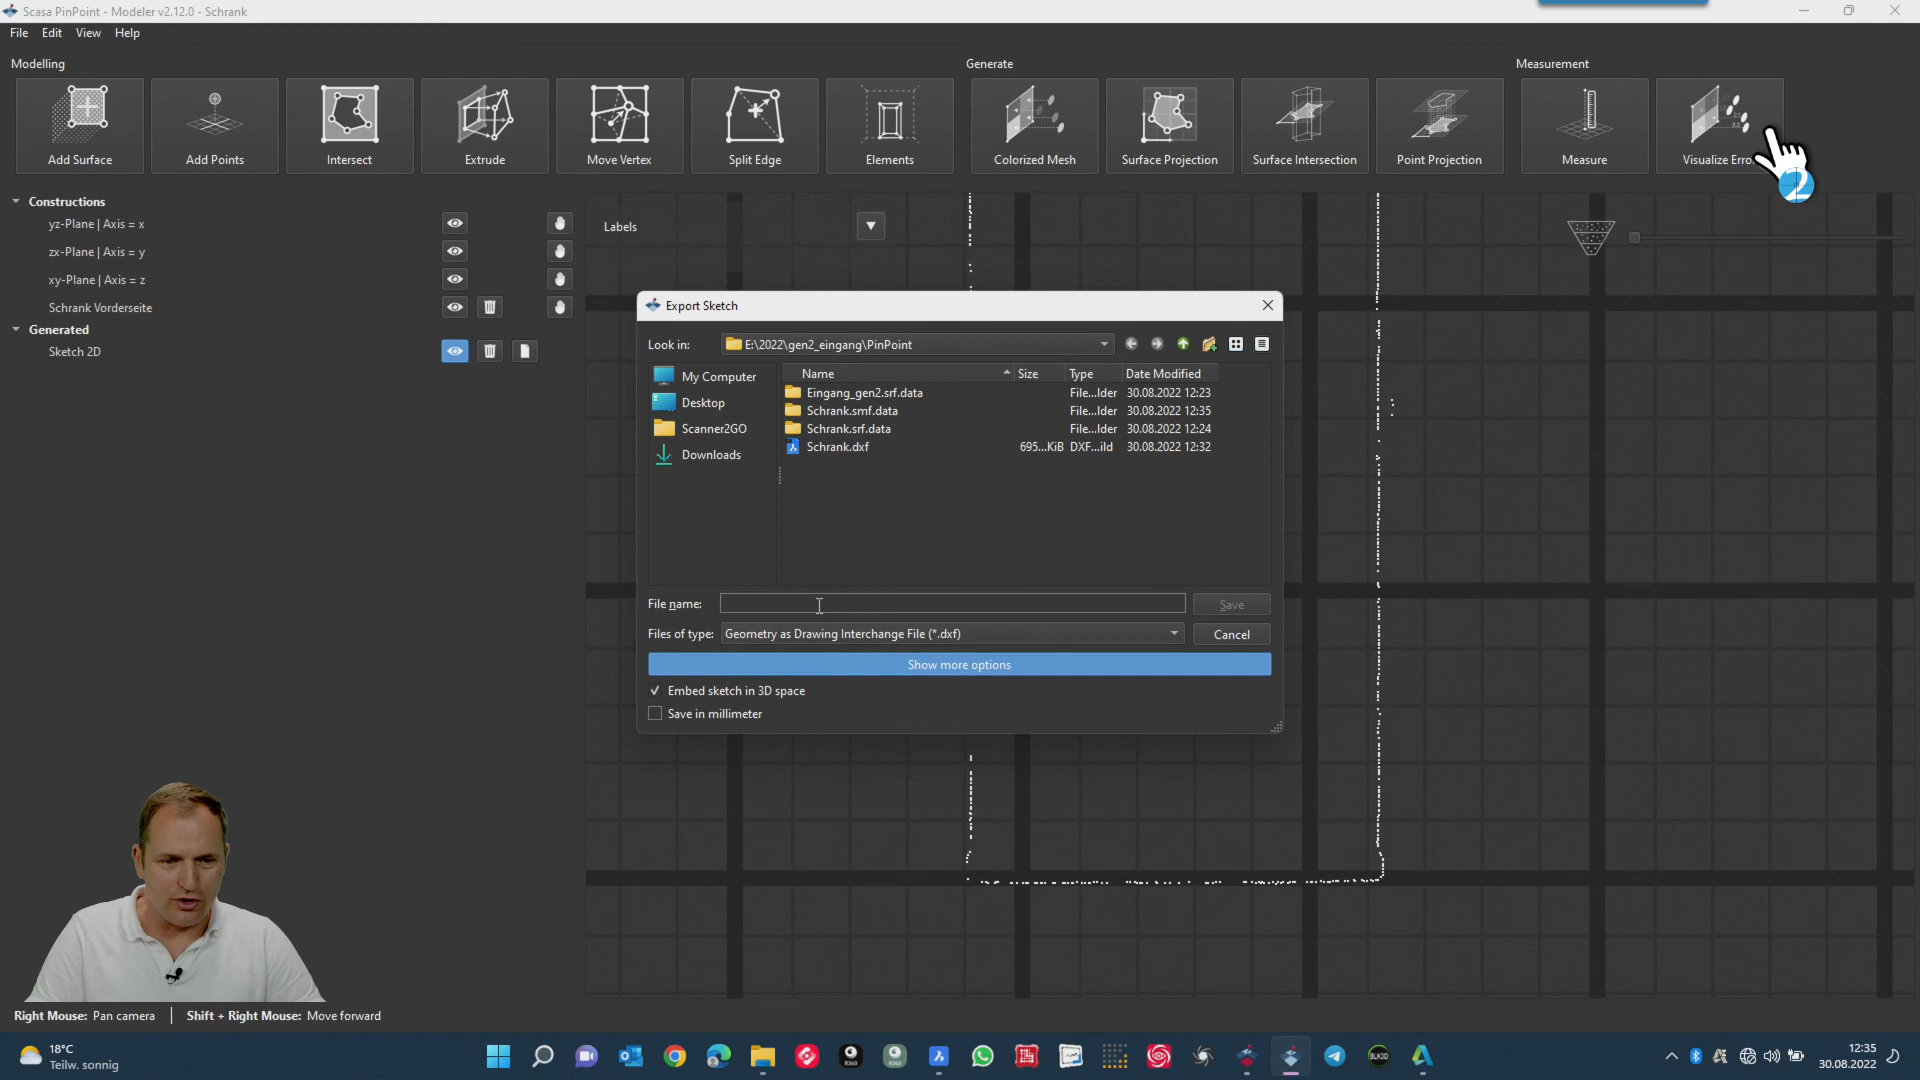 Scasa PinPoint - Modeler v2.12.0 - Schrank
File Edit View Help
Modelling
Generate
Measurement
Add Surface
Add Points
Intersect
Extrude
Move Vertex
Split Edge
Elements
Colorized Mesh
Surface Projection
Surface Intersection
Point Projection
Measure
Visualize Erro
2
Constructions
yz-Plane | Axis = x
zx-Plane | Axis = y
xy-Plane | Axis = z
Schrank Vorderseite
Generated
Sketch 2D
Labels
Export Sketch
Look in: E:\2022\gen2_eingang\PinPoint
My Computer
Desktop
Scanner2GO
Downloads
Name Size Type Date Modified
Eingang_gen2.srf.data File...lder 30.08.2022 12:23
Schrank.smf.data File...lder 30.08.2022 12:35
Schrank.srf.data File...lder 30.08.2022 12:24
Schrank.dxf 695...KiB DXF...ild 30.08.2022 12:32
File name: Save
Files of type: Geometry as Drawing Interchange File (*.dxf) Cancel
Show more options
Embed sketch in 3D space
Save in millimeter
Right Mouse: Pan camera | Shift + Right Mouse: Move forward
18°C
Teilw. sonnig
12:35
30.08.2022